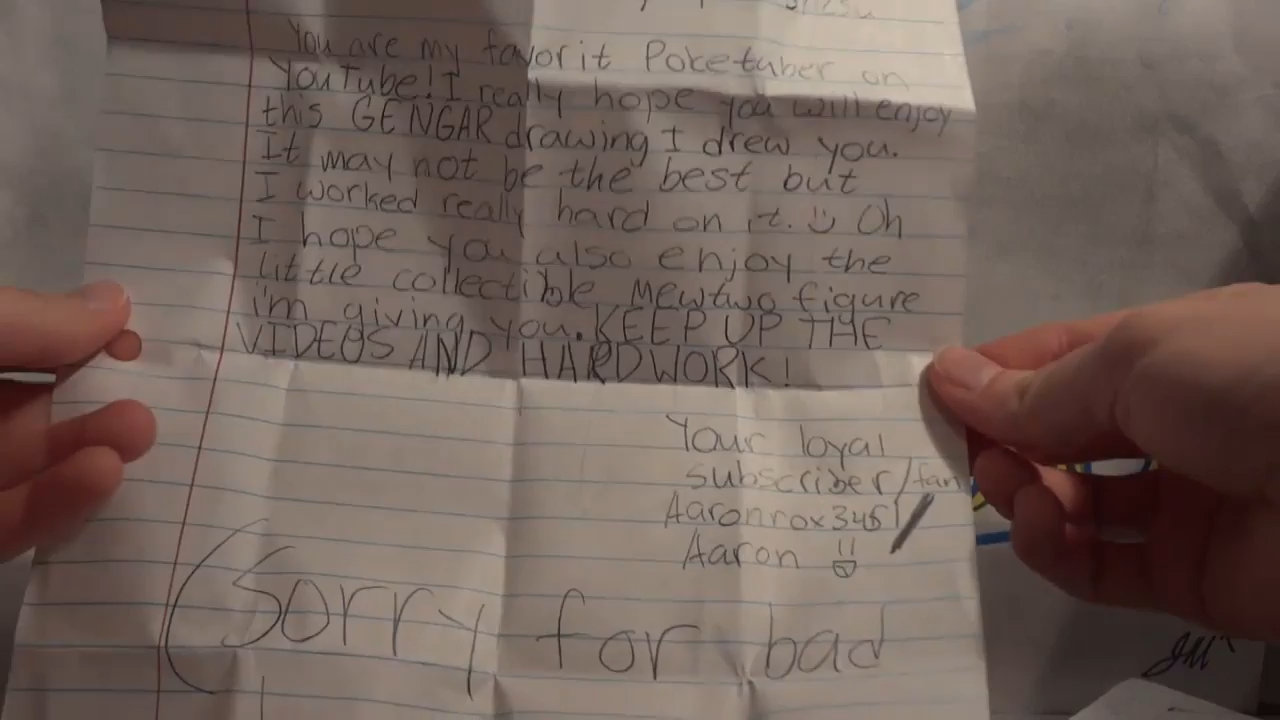 You are my favorit Poketuber on
YouTube! I really hope you will enjoy
this GENGAR drawing I drew you.
It may not be the best but
I worked really hard on it. :) Oh
I hope you also enjoy the
little collectible Mewtwo figure
i'm giving you. KEEP UP THE
VIDEOS AND HARDWORK!
Your loyal
subscriber/fan
Aaronrox345
Aaron
(Sorry for bad